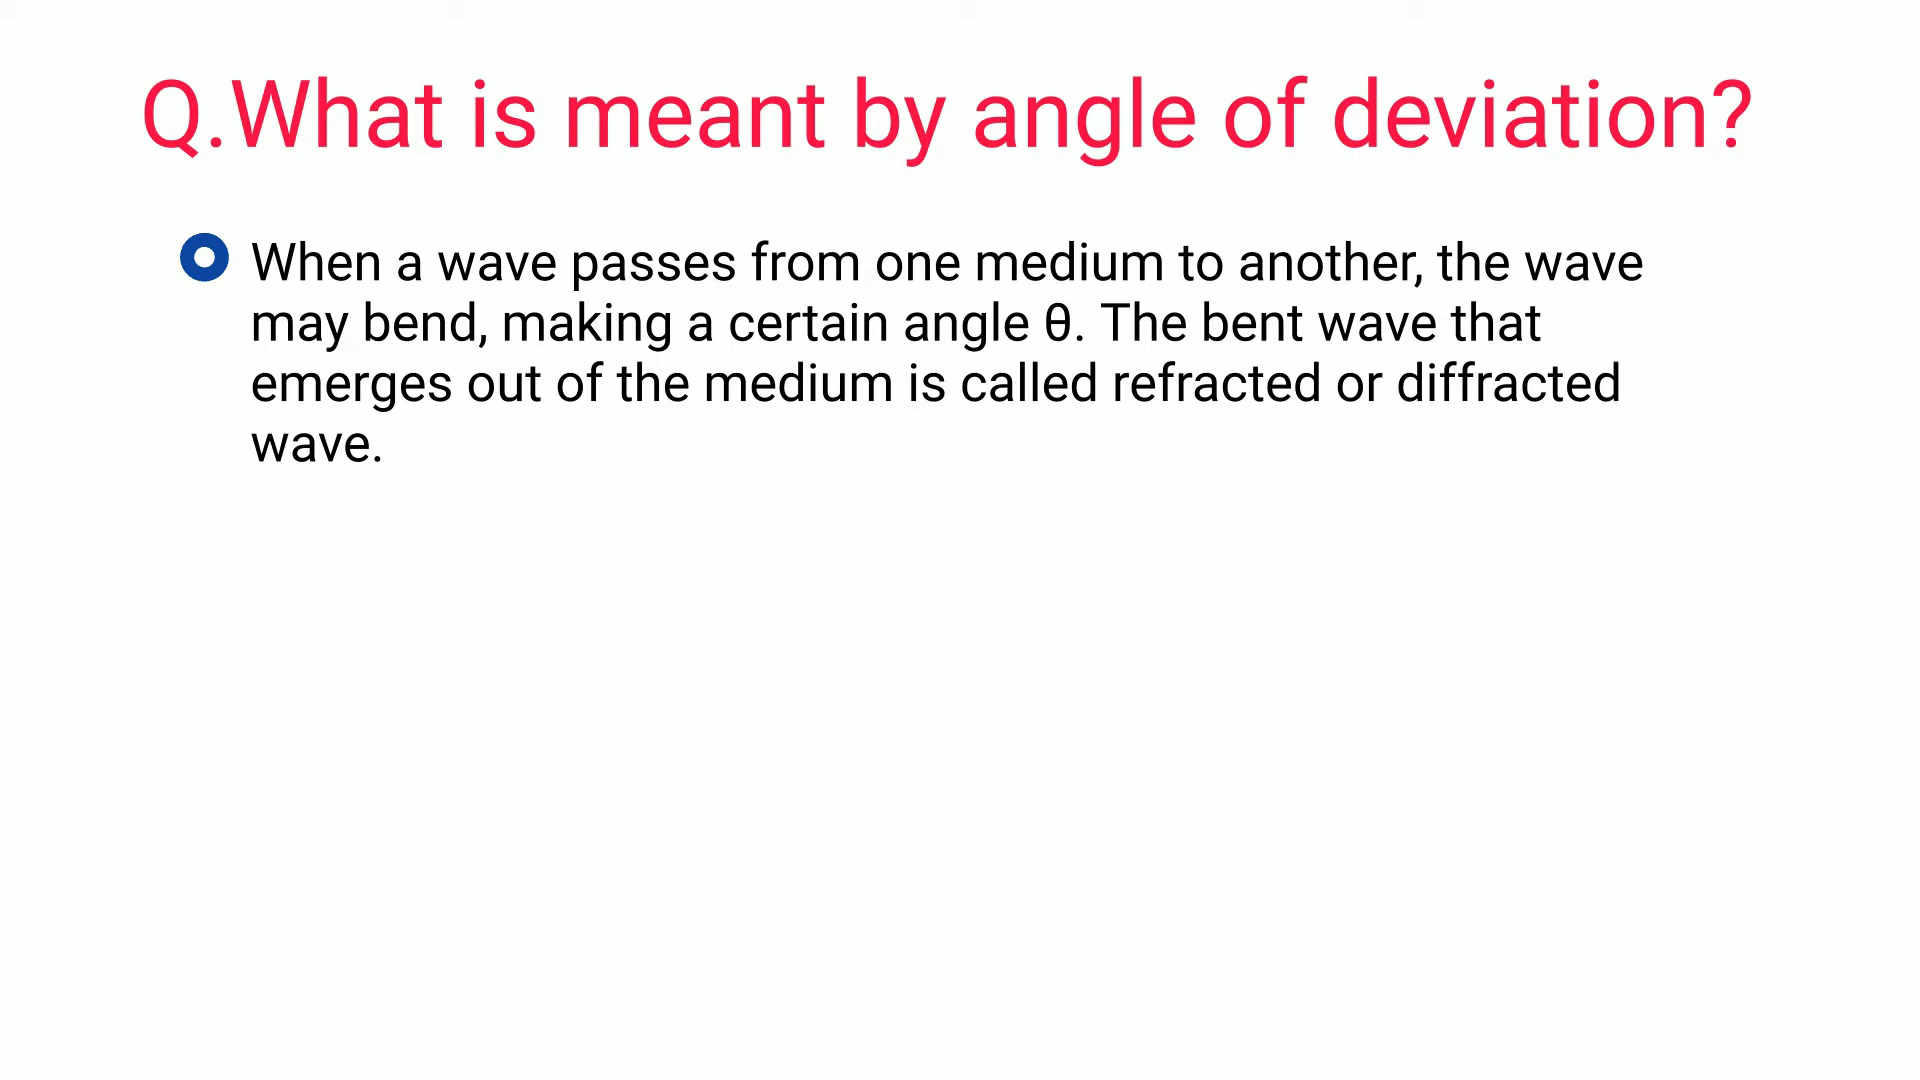 Q.What is meant by angle of deviation?
When a wave passes from one medium to another, the wave
may bend, making a certain angle θ. The bent wave that
emerges out of the medium is called refracted or diffracted
wave.